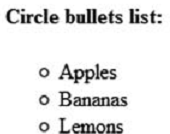 Circle bullets list:
○ Apples
○ Bananas
○ Lemons